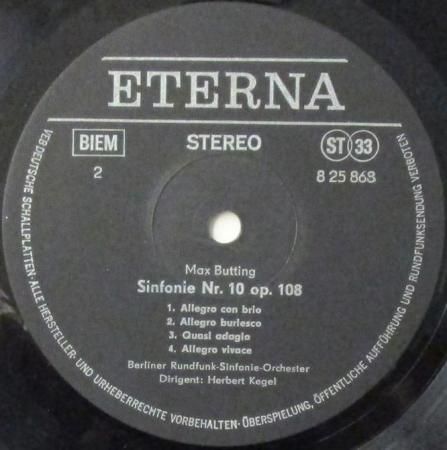 ETERNA
BIEM STEREO ST 33
2 8 25 868
Max Butting
Sinfonie Nr. 10 op. 108
1. Allegro con brio
2. Allegro burlesco
3. Quasi adagio
4. Allegro vivace
Berliner Rundfunk-Sinfonie-Orchester
Dirigent: Herbert Kegel
VEB DEUTSCHE SCHALLPLATTEN · ALLE HERSTELLER- UND URHEBERRECHTE VORBEHALTEN · ÜBERSPIELUNG, ÖFFENTLICHE AUFFÜHRUNG UND RUNDFUNKSENDUNG VERBOTEN